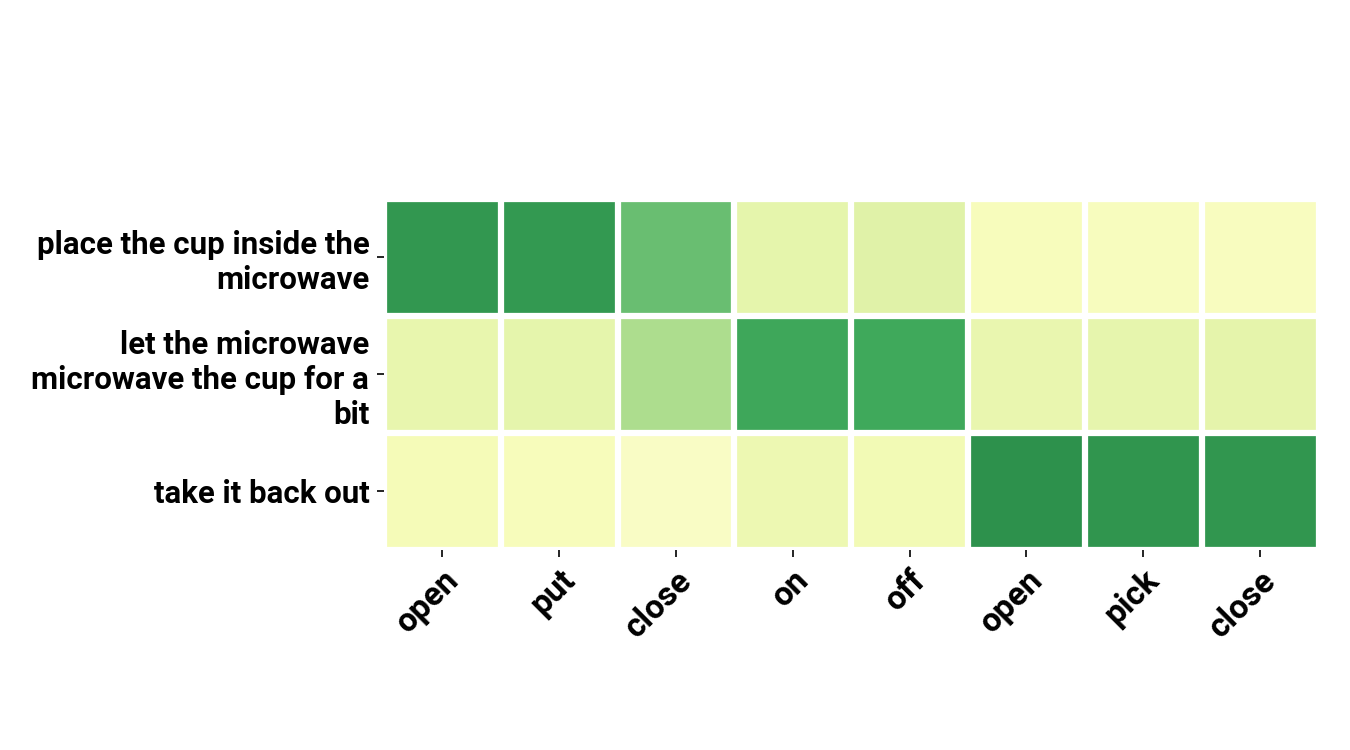 place the cup inside the
microwave
let the microwave
microwave the cup for a
bit
take it back out
open
put
close
on
off
open
pick
close